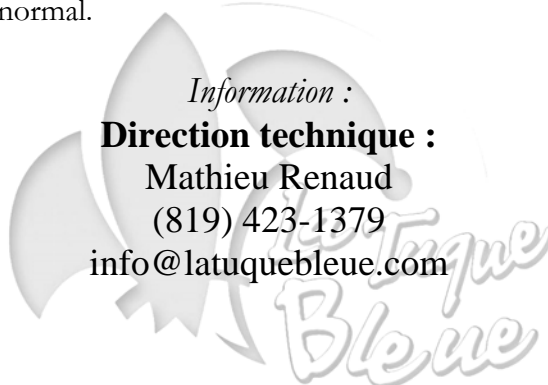 normal.
Information :
Direction technique :
Mathieu Renaud
(819) 423-1379
info@latuquebleue.com
La Tuque
Bleue